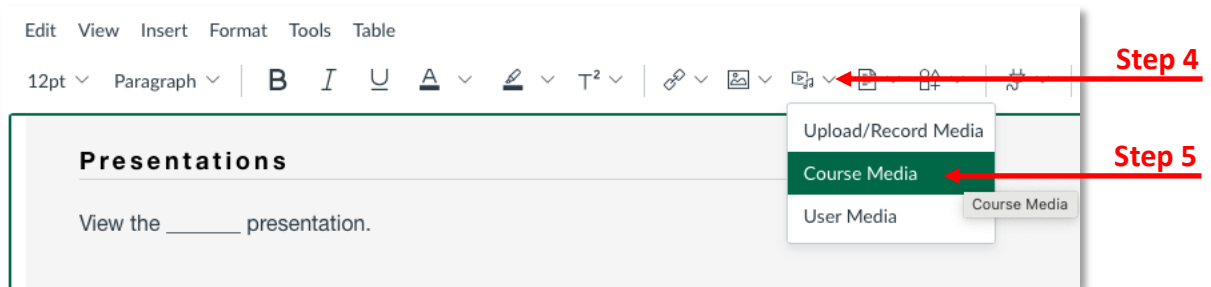 Edit View Insert Format Tools Table
Step 4
12pt Paragraph B I U A T²
Upload/Record Media
Presentations
Step 5
Course Media
Course Media
View the _______ presentation.
User Media